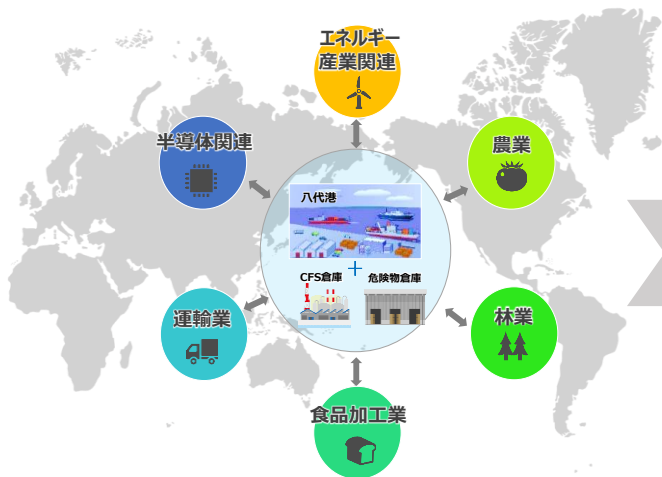 エネルギー
産業関連
半導体関連
農業
八代港
+
CFS倉庫
危険物倉庫
運輸業
林業
食品加工業